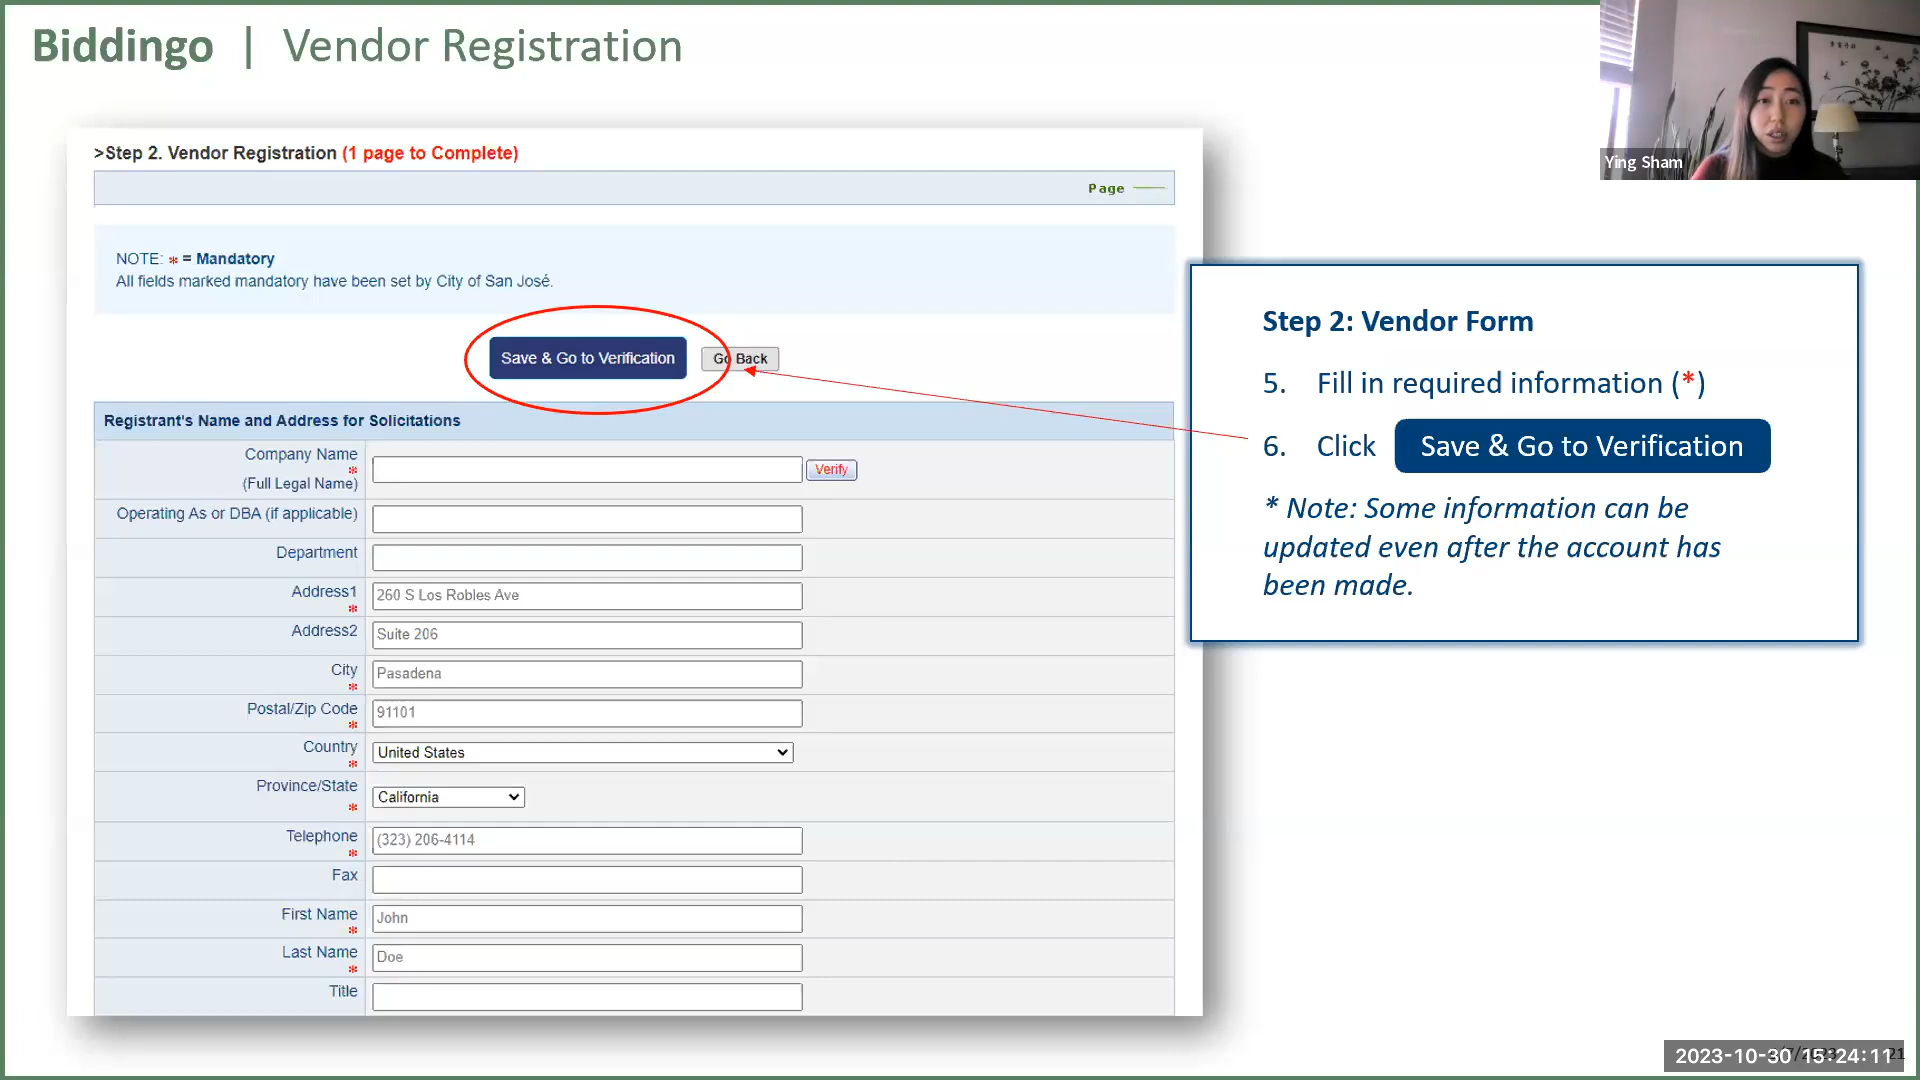 Biddingo | Vendor Registration
Ying Sham
>Step 2. Vendor Registration (1 page to Complete)
Page
NOTE: * = Mandatory
All fields marked mandatory have been set by City of San José.
Save & Go to Verification
Go Back
Registrant's Name and Address for Solicitations
Company Name
*
(Full Legal Name)
Verify
Operating As or DBA (if applicable)
Department
Address1
*
260 S Los Robles Ave
Address2
Suite 206
City
*
Pasadena
Postal/Zip Code
*
91101
Country
*
United States
Province/State
*
California
Telephone
*
(323) 206-4114
Fax
First Name
*
John
Last Name
*
Doe
Title
Step 2: Vendor Form
5. Fill in required information (*)
6. Click Save & Go to Verification
* Note: Some information can be
updated even after the account has
been made.
2023-10-30 15:24:11
21